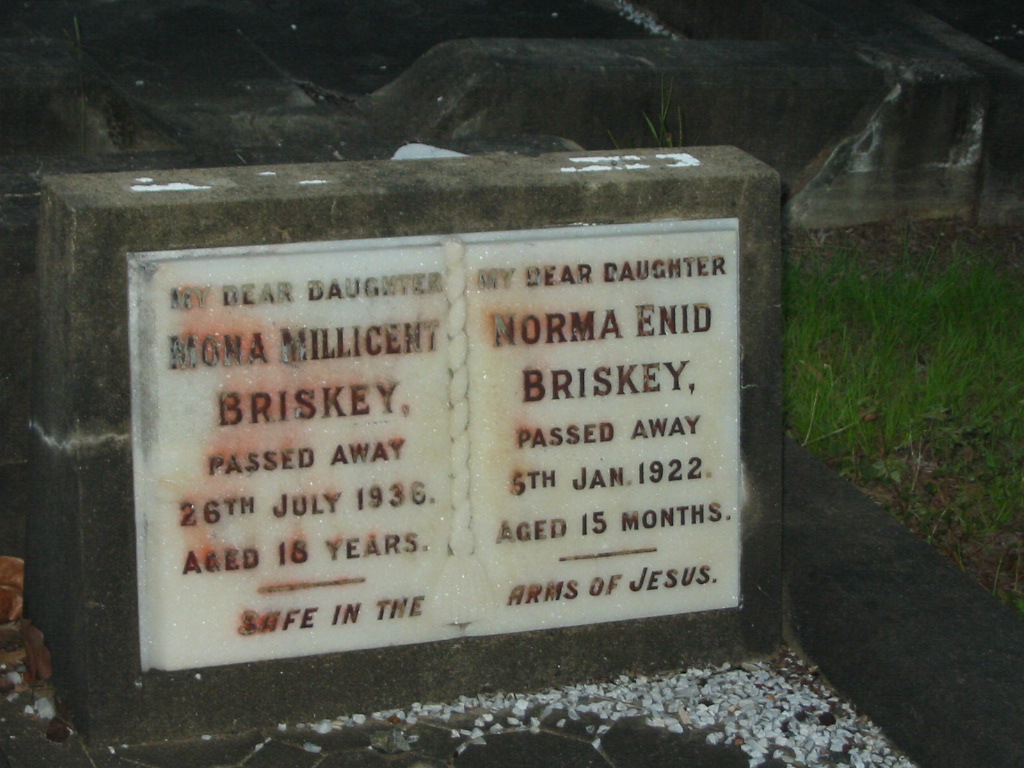 MY DEAR DAUGHTER
MONA MILLICENT
BRISKEY,
PASSED AWAY
26TH JULY 1936.
AGED 18 YEARS.
SAFE IN THE
MY DEAR DAUGHTER
NORMA ENID
BRISKEY,
PASSED AWAY
5TH JAN. 1922.
AGED 15 MONTHS.
ARMS OF JESUS.